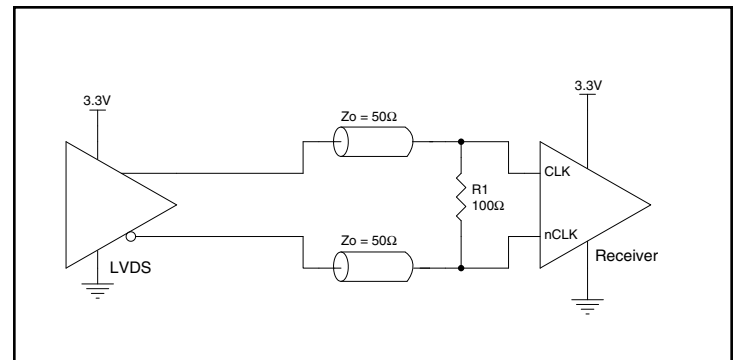 3.3V
3.3V
Zo = 50Ω
CLK
R1
100Ω
nCLK
Zo = 50Ω
Receiver
LVDS